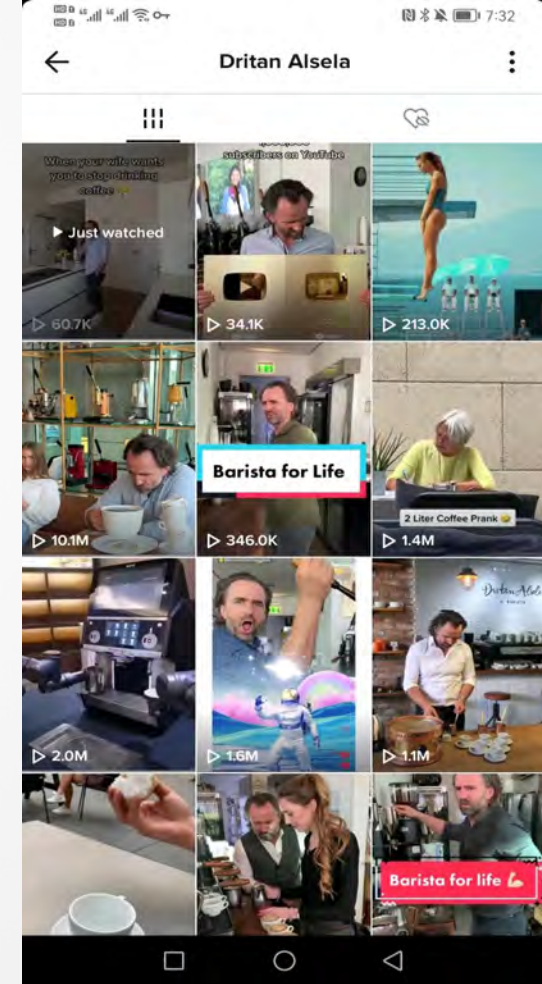 7:32
Dritan Alsela
When your wife wants
you to stop drinking
coffee
Just watched
60.7K
subscribers on YouTube
34.1K
213.0K
10.1M
Barista for Life
346.0K
2 Liter Coffee Prank
1.4M
2.0M
1.6M
1.1M
Barista for life